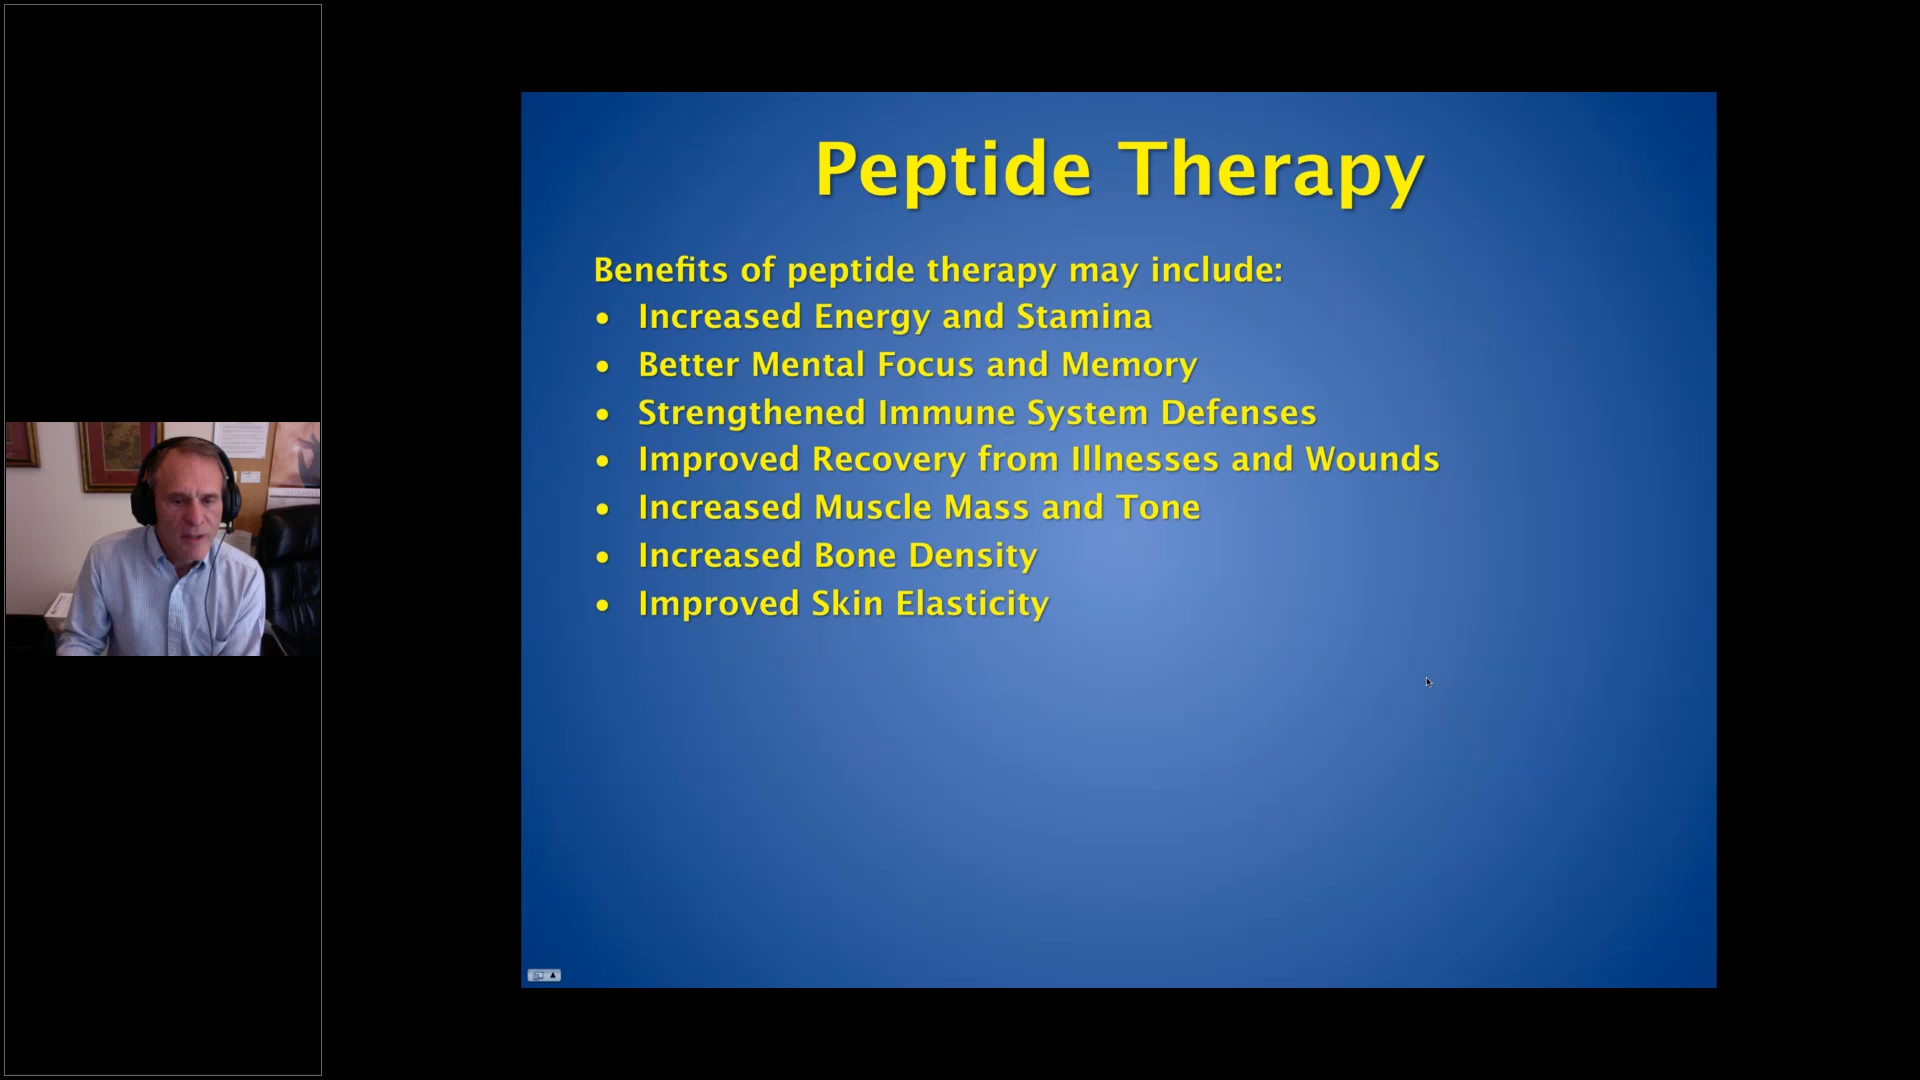 Peptide Therapy
Benefits of peptide therapy may include:
• Increased Energy and Stamina
• Better Mental Focus and Memory
• Strengthened Immune System Defenses
• Improved Recovery from Illnesses and Wounds
• Increased Muscle Mass and Tone
• Increased Bone Density
• Improved Skin Elasticity